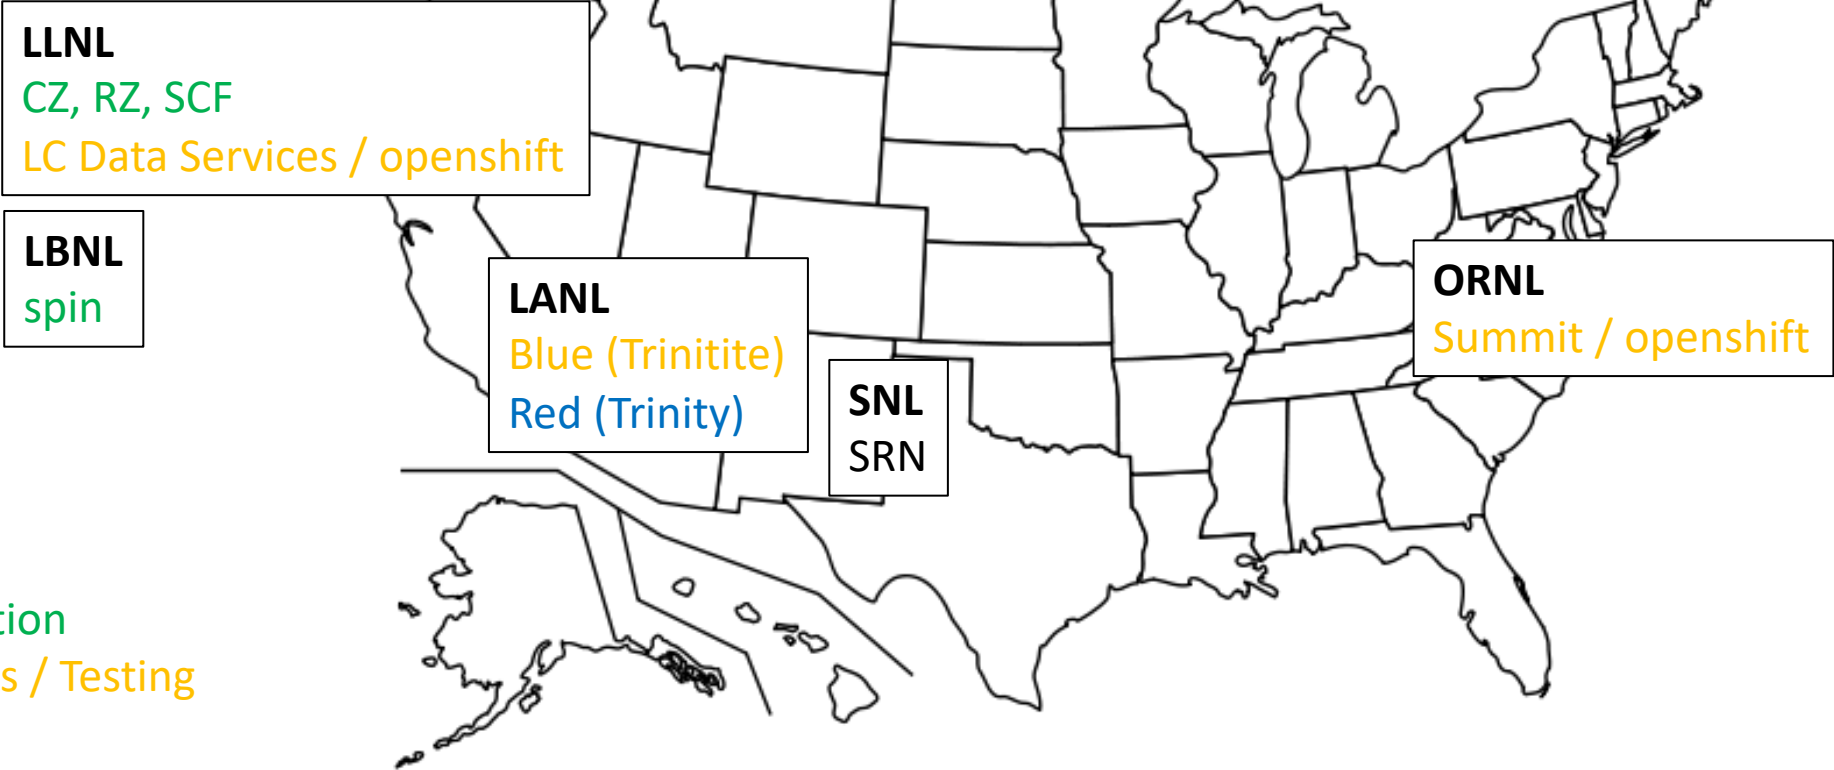 LLNL
CZ, RZ, SCF
LC Data Services / openshift
LBNL
spin
LANL
Blue (Trinitite)
Red (Trinity)
SNL
SRN
ORNL
Summit / openshift
tion
s / Testing